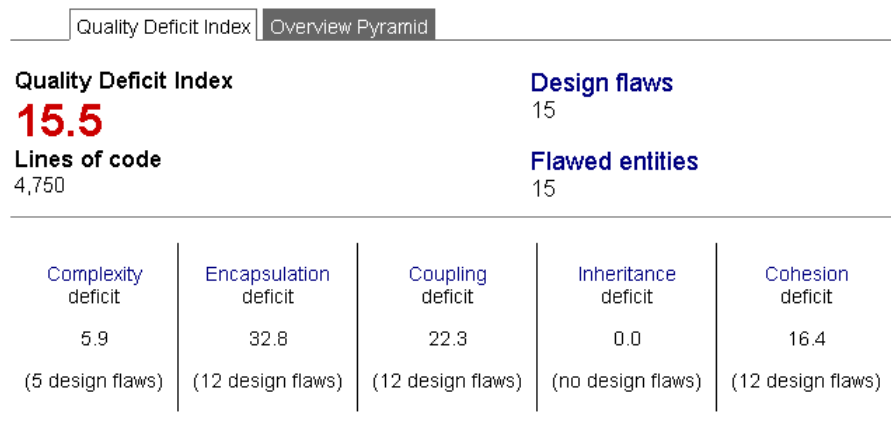 Quality Deficit Index
Overview Pyramid
Quality Deficit Index
15.5
Lines of code
4,750
Design flaws
15
Flawed entities
15
Complexity
deficit
5.9
(5 design flaws)
Encapsulation
deficit
32.8
(12 design flaws)
Coupling
deficit
22.3
(12 design flaws)
Inheritance
deficit
0.0
(no design flaws)
Cohesion
deficit
16.4
(12 design flaws)